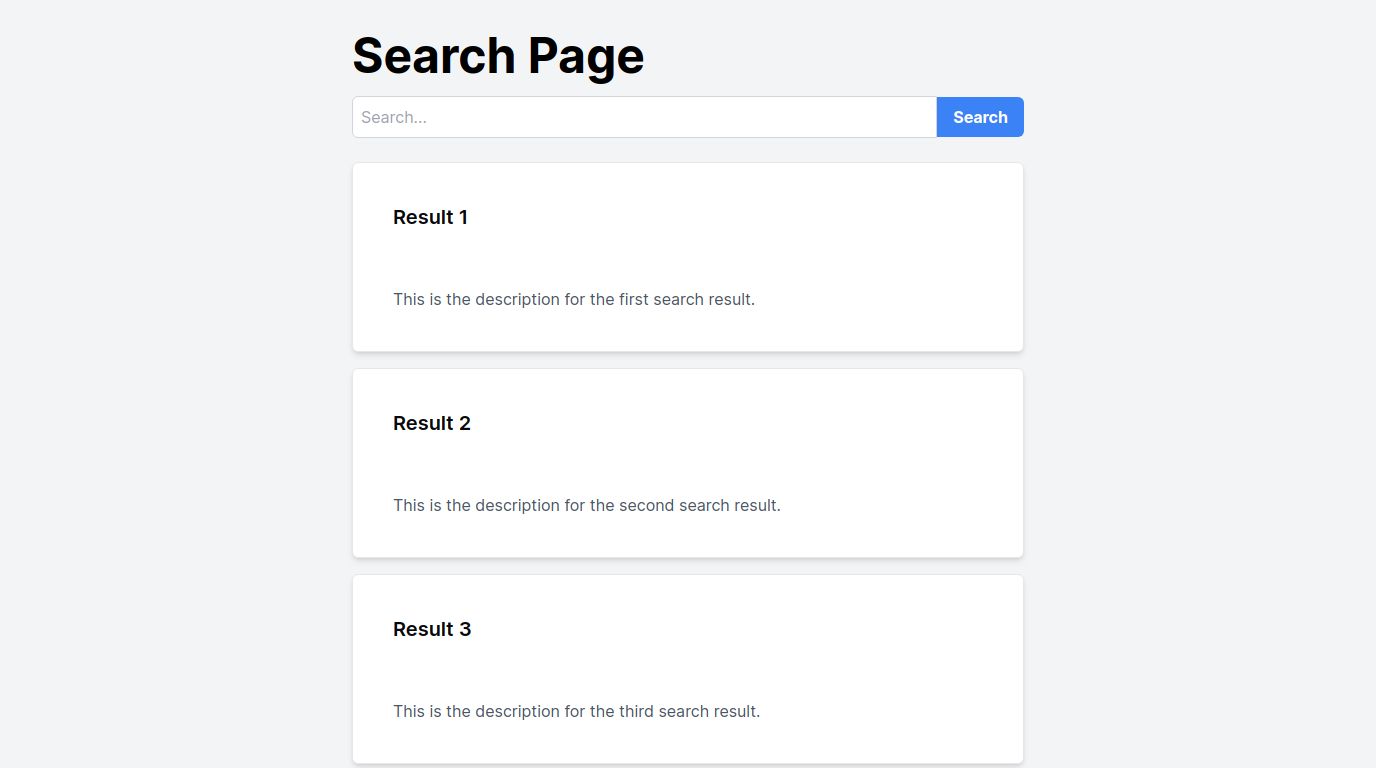 Search Page
Search...
Search
Result 1
This is the description for the first search result.
Result 2
This is the description for the second search result.
Result 3
This is the description for the third search result.